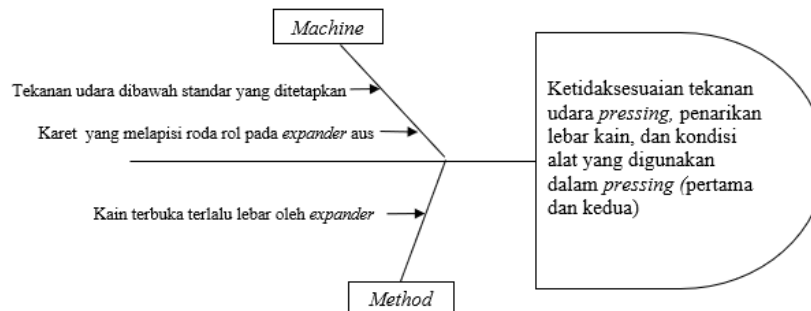 Machine
Tekanan udara dibawah standar yang ditetapkan
Karet yang melapisi roda rol pada expander aus
Kain terbuka terlalu lebar oleh expander
Method
Ketidaksesuaian tekanan
udara pressing, penarikan
lebar kain, dan kondisi
alat yang digunakan
dalam pressing (pertama
dan kedua)